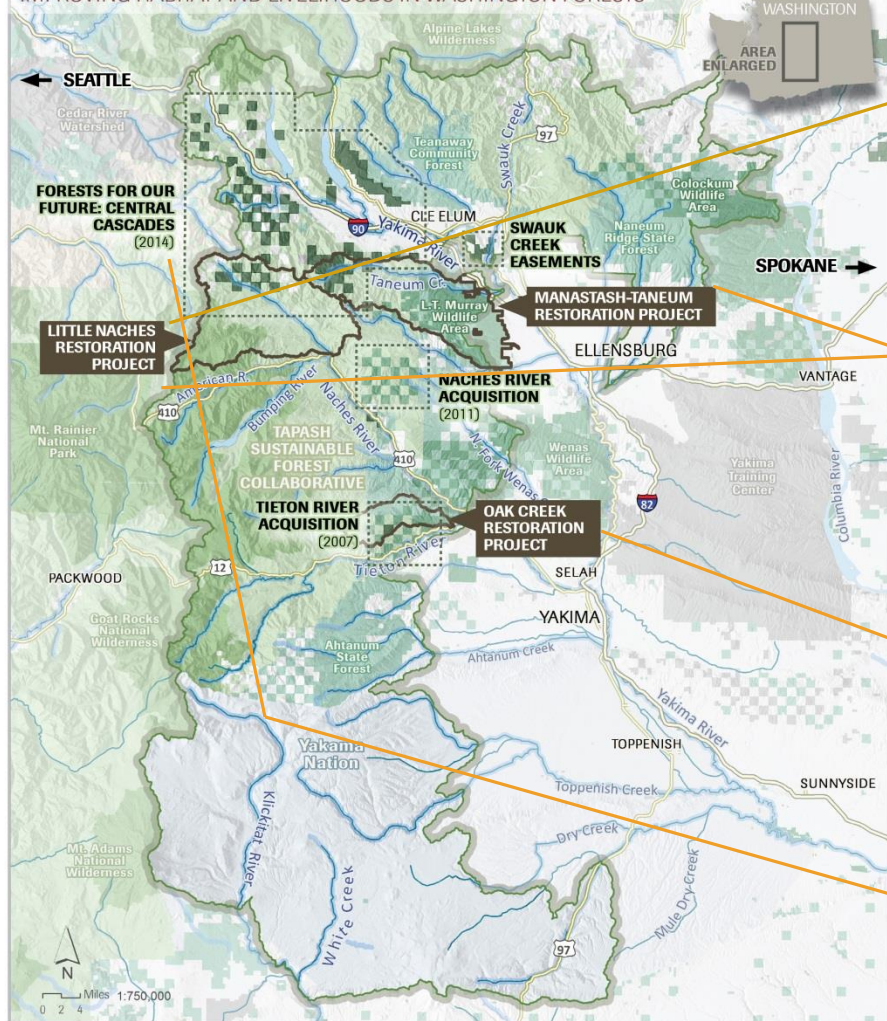 IMPROVING HABITAT AND LIVELIHOODS IN WASHINGTON FORESTS
WASHINGTON
AREA
ENLARGED
Alpine Lakes
Wilderness
SEATTLE
Cedar River
Watershed
Teanaway
Community
Forest
Swauk Creek
97
Colockum
Wildlife
Area
FORESTS FOR OUR
FUTURE: CENTRAL
CASCADES
(2014)
CLE ELUM
90
Yakima River
SWAUK
CREEK
EASEMENTS
Naneum
Ridge State
Forest
SPOKANE
Taneum Cr.
L.T. Murray
Wildlife
Area
MANASTASH-TANEUM
RESTORATION PROJECT
LITTLE NACHES
RESTORATION
PROJECT
ELLENSBURG
VANTAGE
American R.
410
Bumping River
Naches River
NACHES RIVER
ACQUISITION
(2011)
Mt. Rainier
National
Park
TAPASH
SUSTAINABLE
FOREST
COLLABORATIVE
410
N. Fork Wenas
Wenas
Wildlife
Area
Yakima
Training
Center
Columbia River
82
TIETON RIVER
ACQUISITION
(2007)
OAK CREEK
RESTORATION
PROJECT
Tieton River
12
PACKWOOD
SELAH
Goat Rocks
National
Wilderness
YAKIMA
Ahtanum
State
Forest
Ahtanum Creek
Yakima River
Yakama
Nation
TOPPENISH
Toppenish Creek
SUNNYSIDE
Klickitat River
Dry Creek
Mt. Adams
National
Wilderness
White Creek
Mule Dry Creek
97
N
Miles 1:750,000
0 2 4